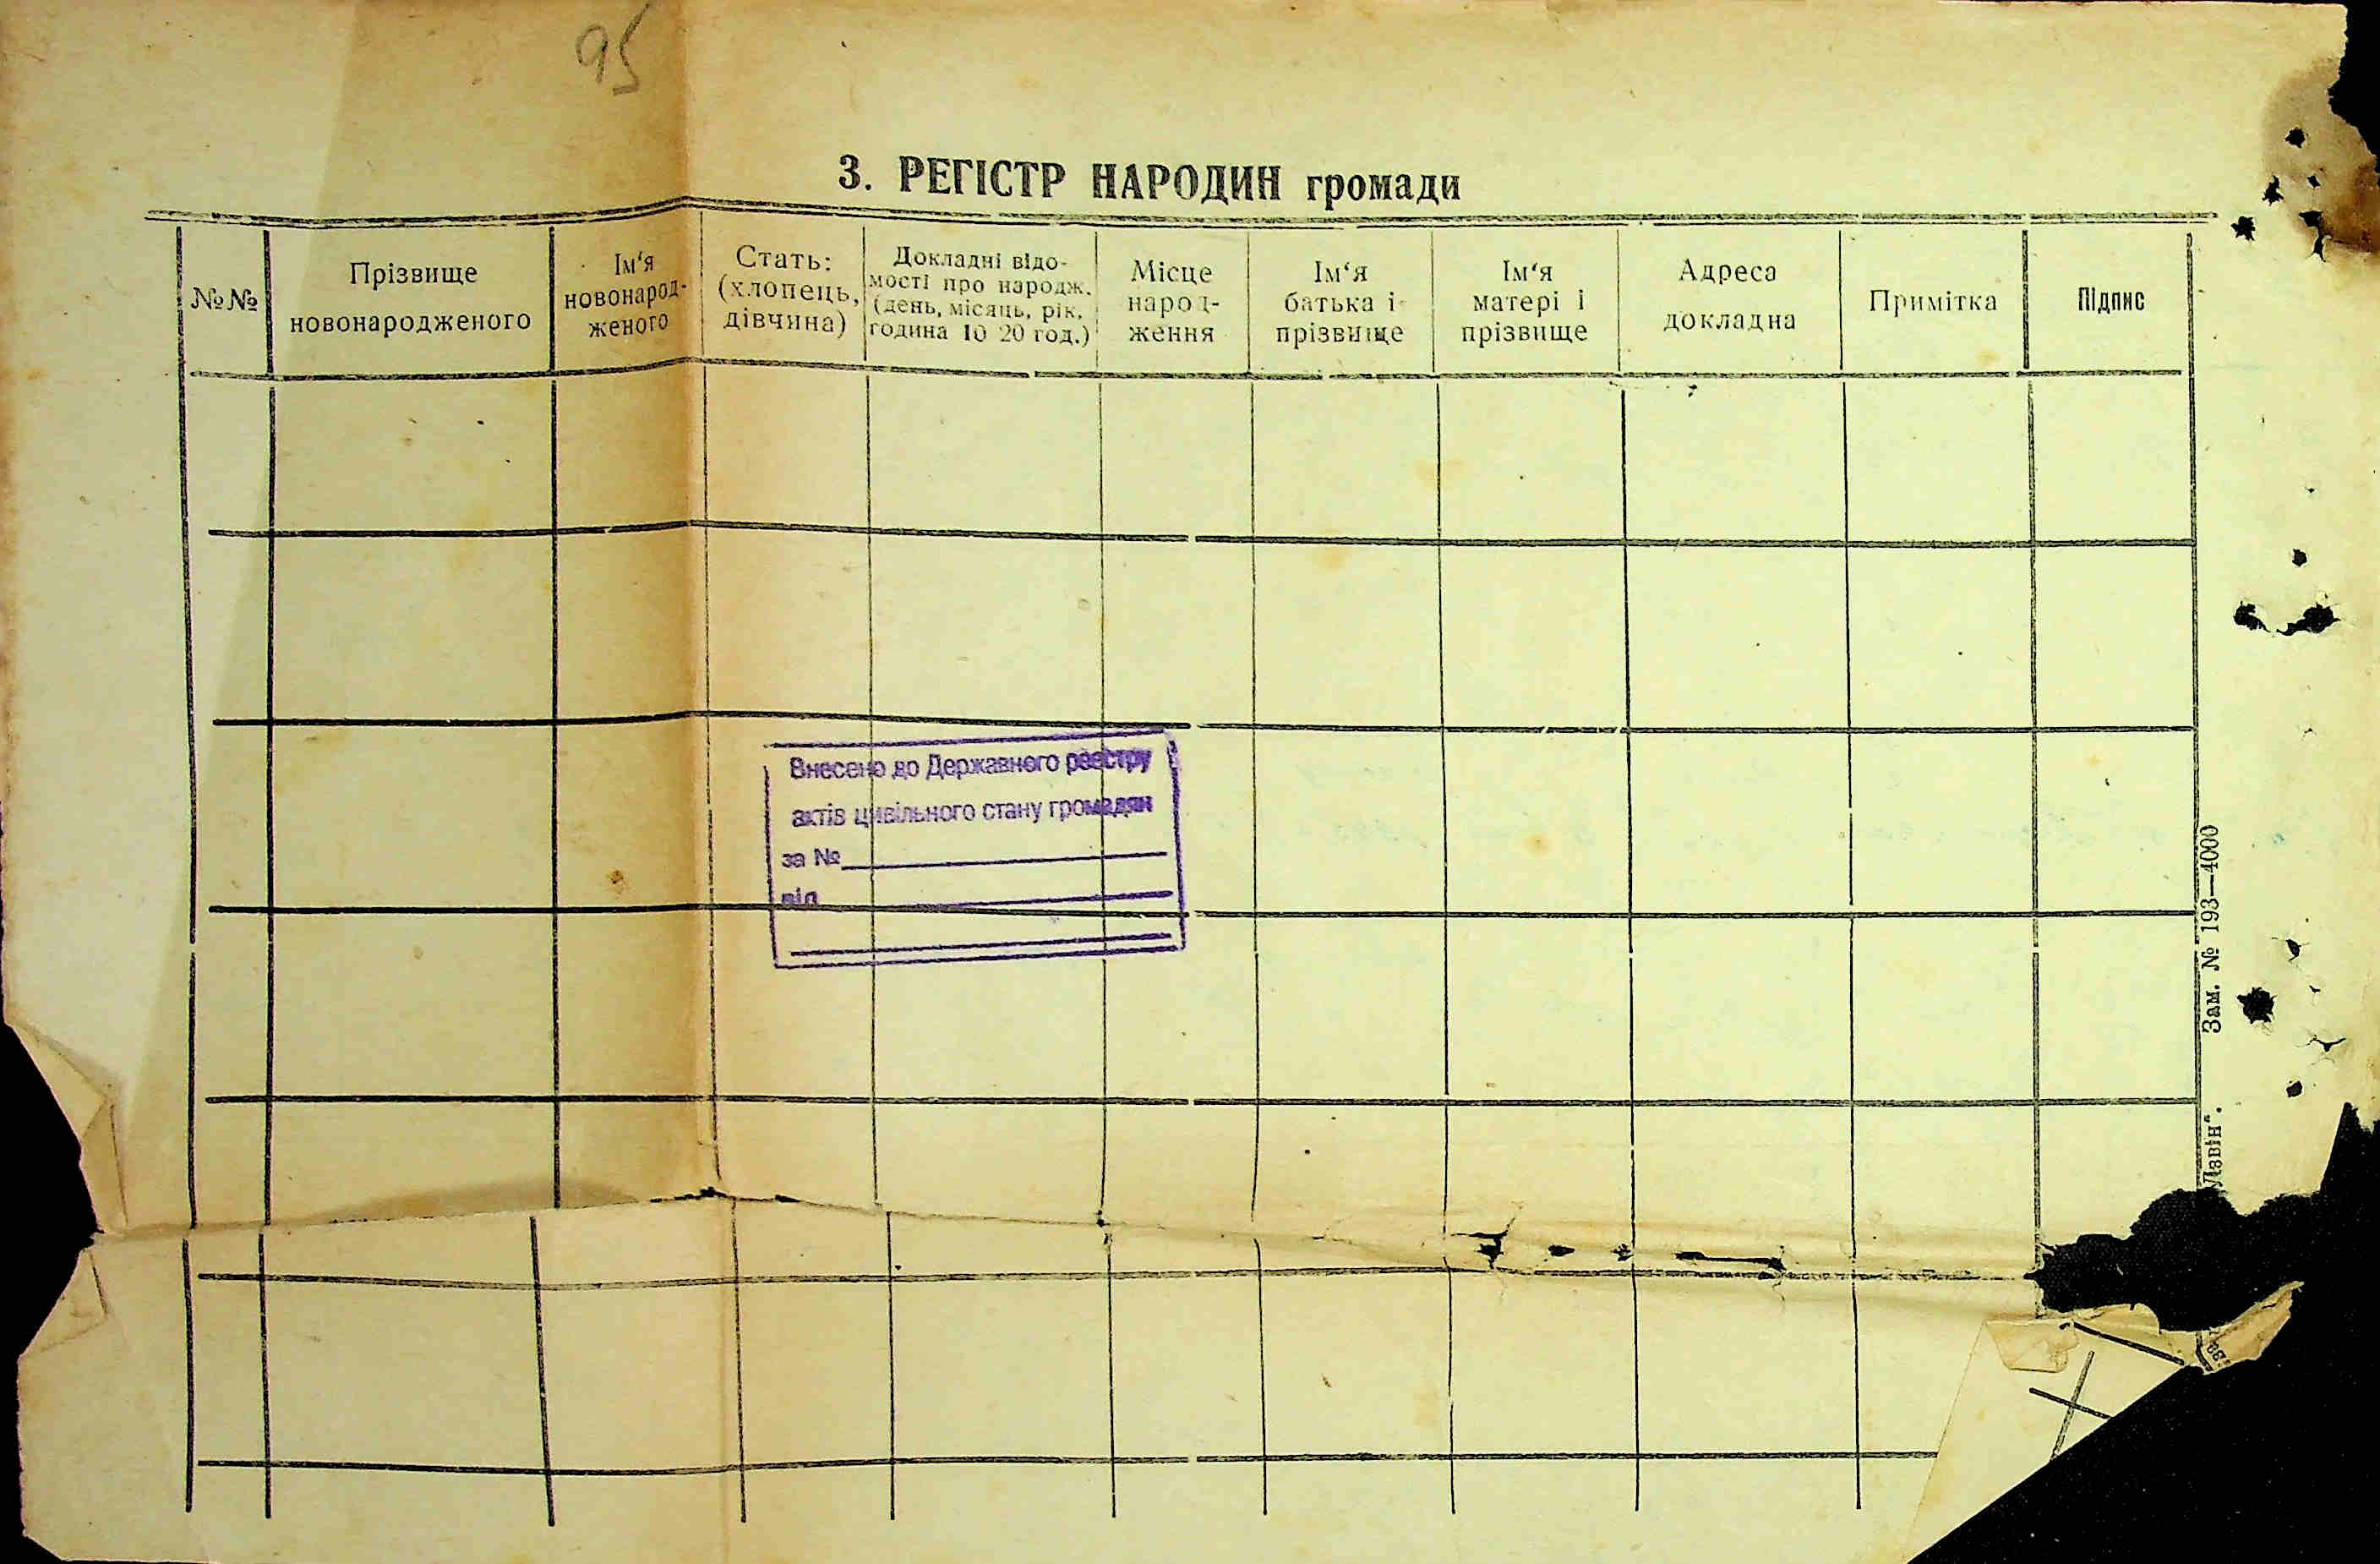 95
3. РЕГІСТР НАРОДИН громади
№№
Прізвище
новонародженого
Ім‘я
новонарод-
женого
Стать:
(хлопець,
дівчина)
Докладні відо-
мості про народж.
(день, місяць, рік,
година 10 20 год.)
Місце
народ-
ження
Ім‘я
батька і
прізвище
Ім‘я
матері і
прізвище
Адреса
докладна
Примітка
Підпис
Внесено до Державного реєстру
актів цивільного стану громадян
за №
від
Дзвін“. Зам. № 193—4000